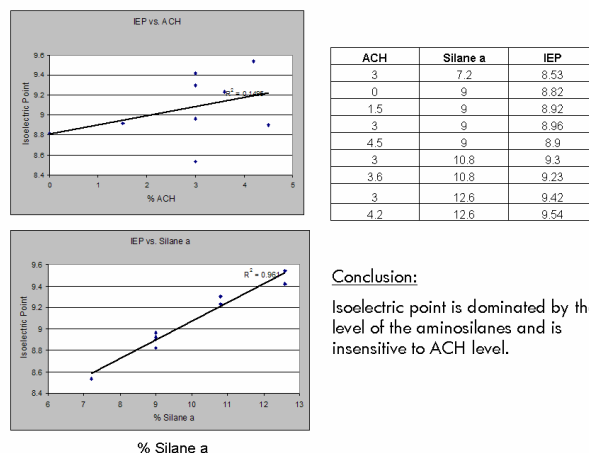 IEP vs. ACH
Isoelectric Point
9.6
9.4
9.2
9
8.8
8.6
8.4
0 1 2 3 4 5
% ACH
ACH Silane a IEP
3 7.2 8.53
0 9 8.82
1.5 9 8.92
3 9 8.96
4.5 9 8.9
3 10.8 9.3
3.6 10.8 9.23
3 12.6 9.42
4.2 12.6 9.54
IEP vs. Silane a
R² = 0.961
Isoelectric Point
9.6
9.4
9.2
9
8.8
8.6
8.4
6 7 8 9 10 11 12 13
% Silane a
% Silane a
Conclusion:
Isoelectric point is dominated by the
level of the aminosilanes and is
insensitive to ACH level.